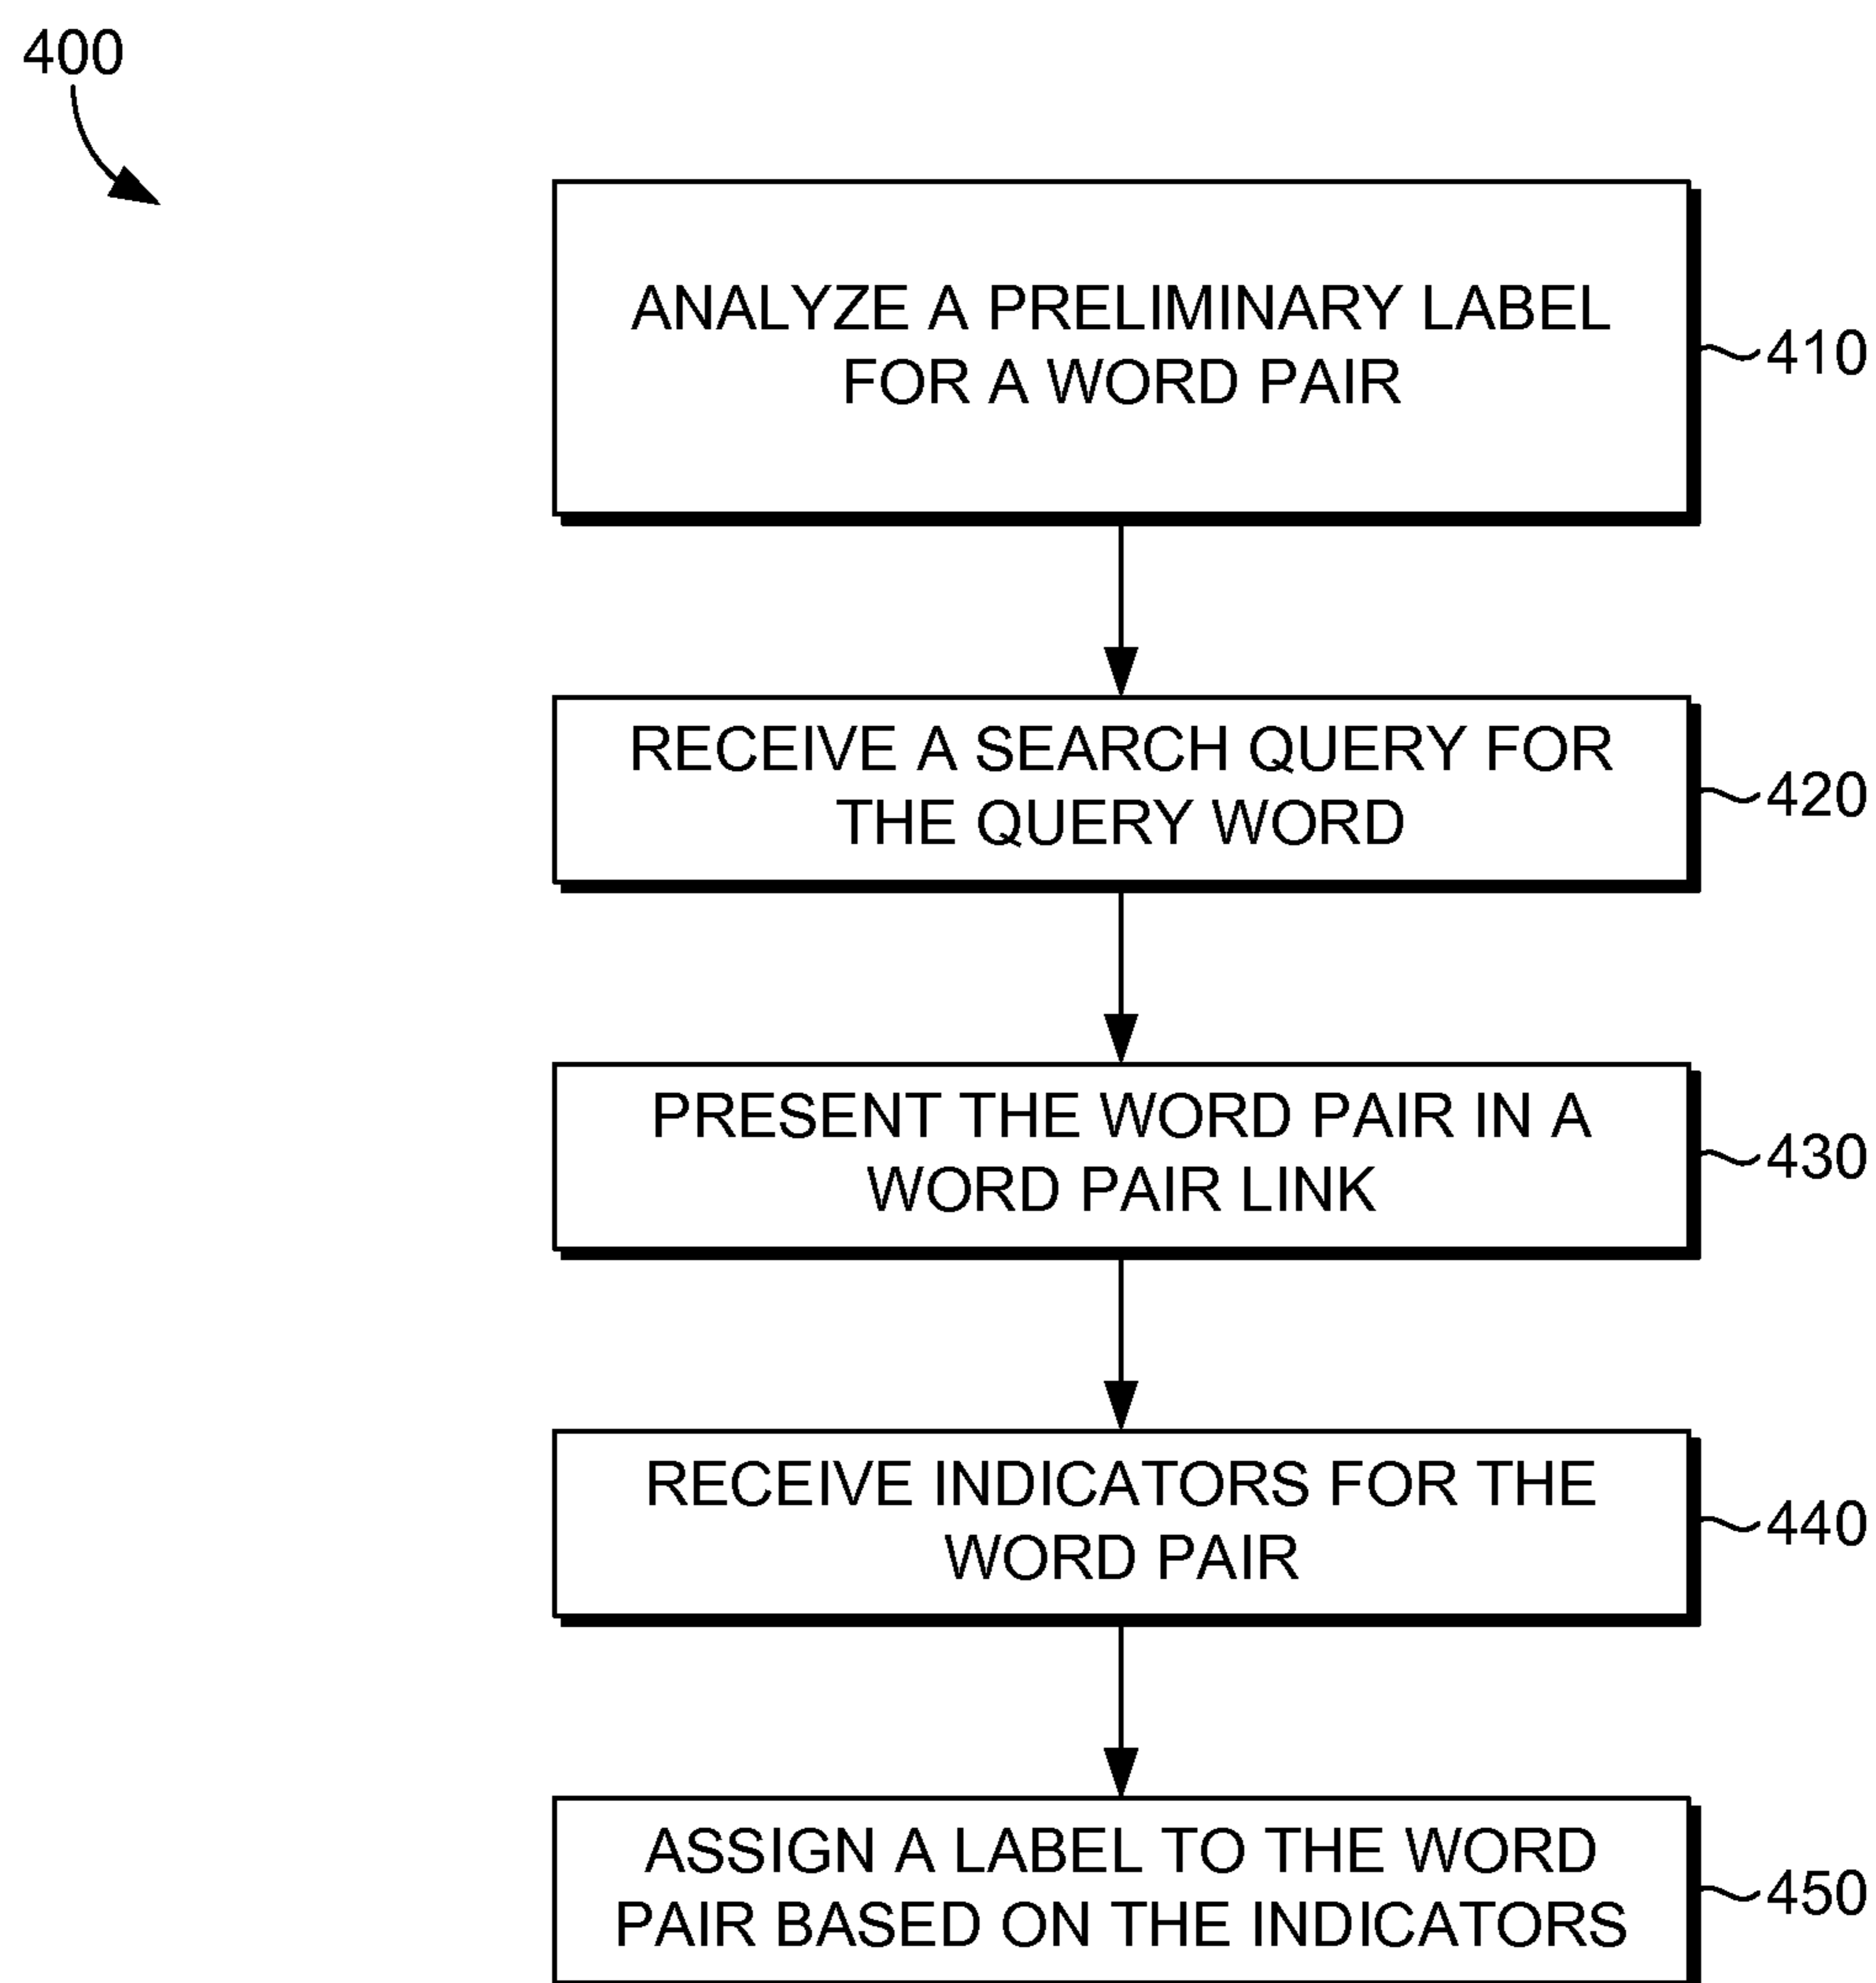 400
ANALYZE A PRELIMINARY LABEL
FOR A WORD PAIR
410
RECEIVE A SEARCH QUERY FOR
THE QUERY WORD
420
PRESENT THE WORD PAIR IN A
WORD PAIR LINK
430
RECEIVE INDICATORS FOR THE
WORD PAIR
440
ASSIGN A LABEL TO THE WORD
PAIR BASED ON THE INDICATORS
450